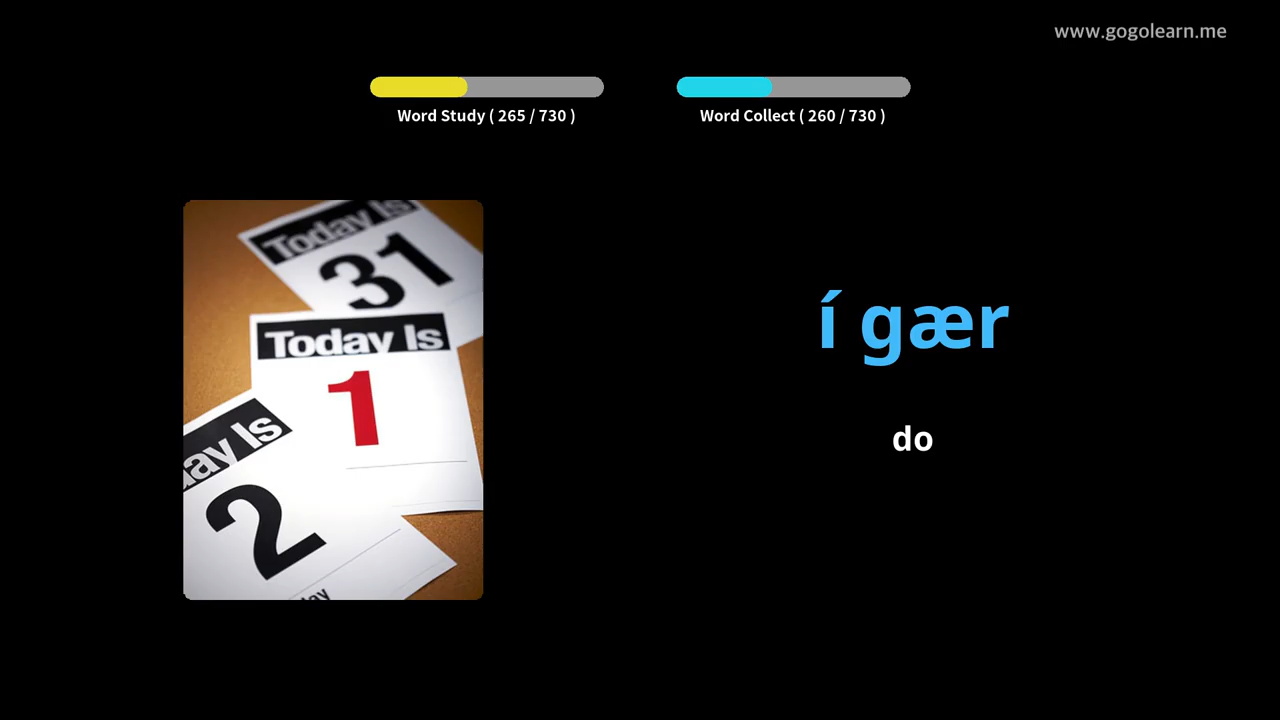 www.gogolearn.me
Word Study ( 265 / 730 )
Word Collect ( 260 / 730 )
Today Is
31
Today Is
1
ay Is
2
ay
í gær
do